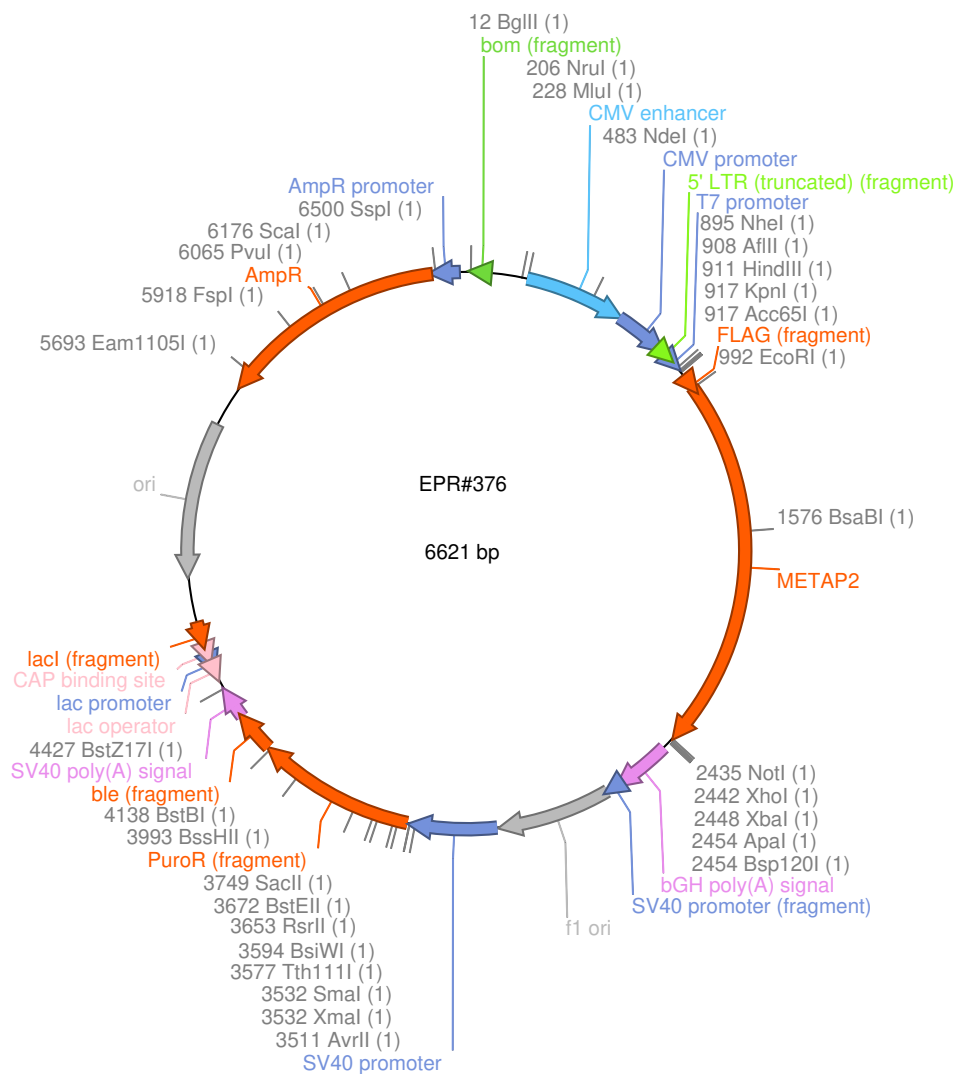 12 BglII (1)
bom (fragment)
206 NruI (1)
228 MluI (1)
CMV enhancer
483 NdeI (1)
CMV promoter
5' LTR (truncated) (fragment)
T7 promoter
895 NheI (1)
908 AflII (1)
911 HindIII (1)
917 KpnI (1)
917 Acc65I (1)
FLAG (fragment)
992 EcoRI (1)
1576 BsaBI (1)
METAP2
2435 NotI (1)
2442 XhoI (1)
2448 XbaI (1)
2454 ApaI (1)
2454 Bsp120I (1)
bGH poly(A) signal
SV40 promoter (fragment)
f1 ori
SV40 promoter
3511 AvrII (1)
3532 XmaI (1)
3532 SmaI (1)
3577 Tth111I (1)
3594 BsiWI (1)
3653 RsrII (1)
3672 BstEII (1)
3749 SacII (1)
PuroR (fragment)
3993 BssHII (1)
4138 BstBI (1)
ble (fragment)
SV40 poly(A) signal
4427 BstZ17I (1)
lac operator
lac promoter
CAP binding site
lacI (fragment)
ori
5693 Eam1105I (1)
5918 FspI (1)
AmpR
6065 PvuI (1)
6176 ScaI (1)
6500 SspI (1)
AmpR promoter
EPR#376
6621 bp